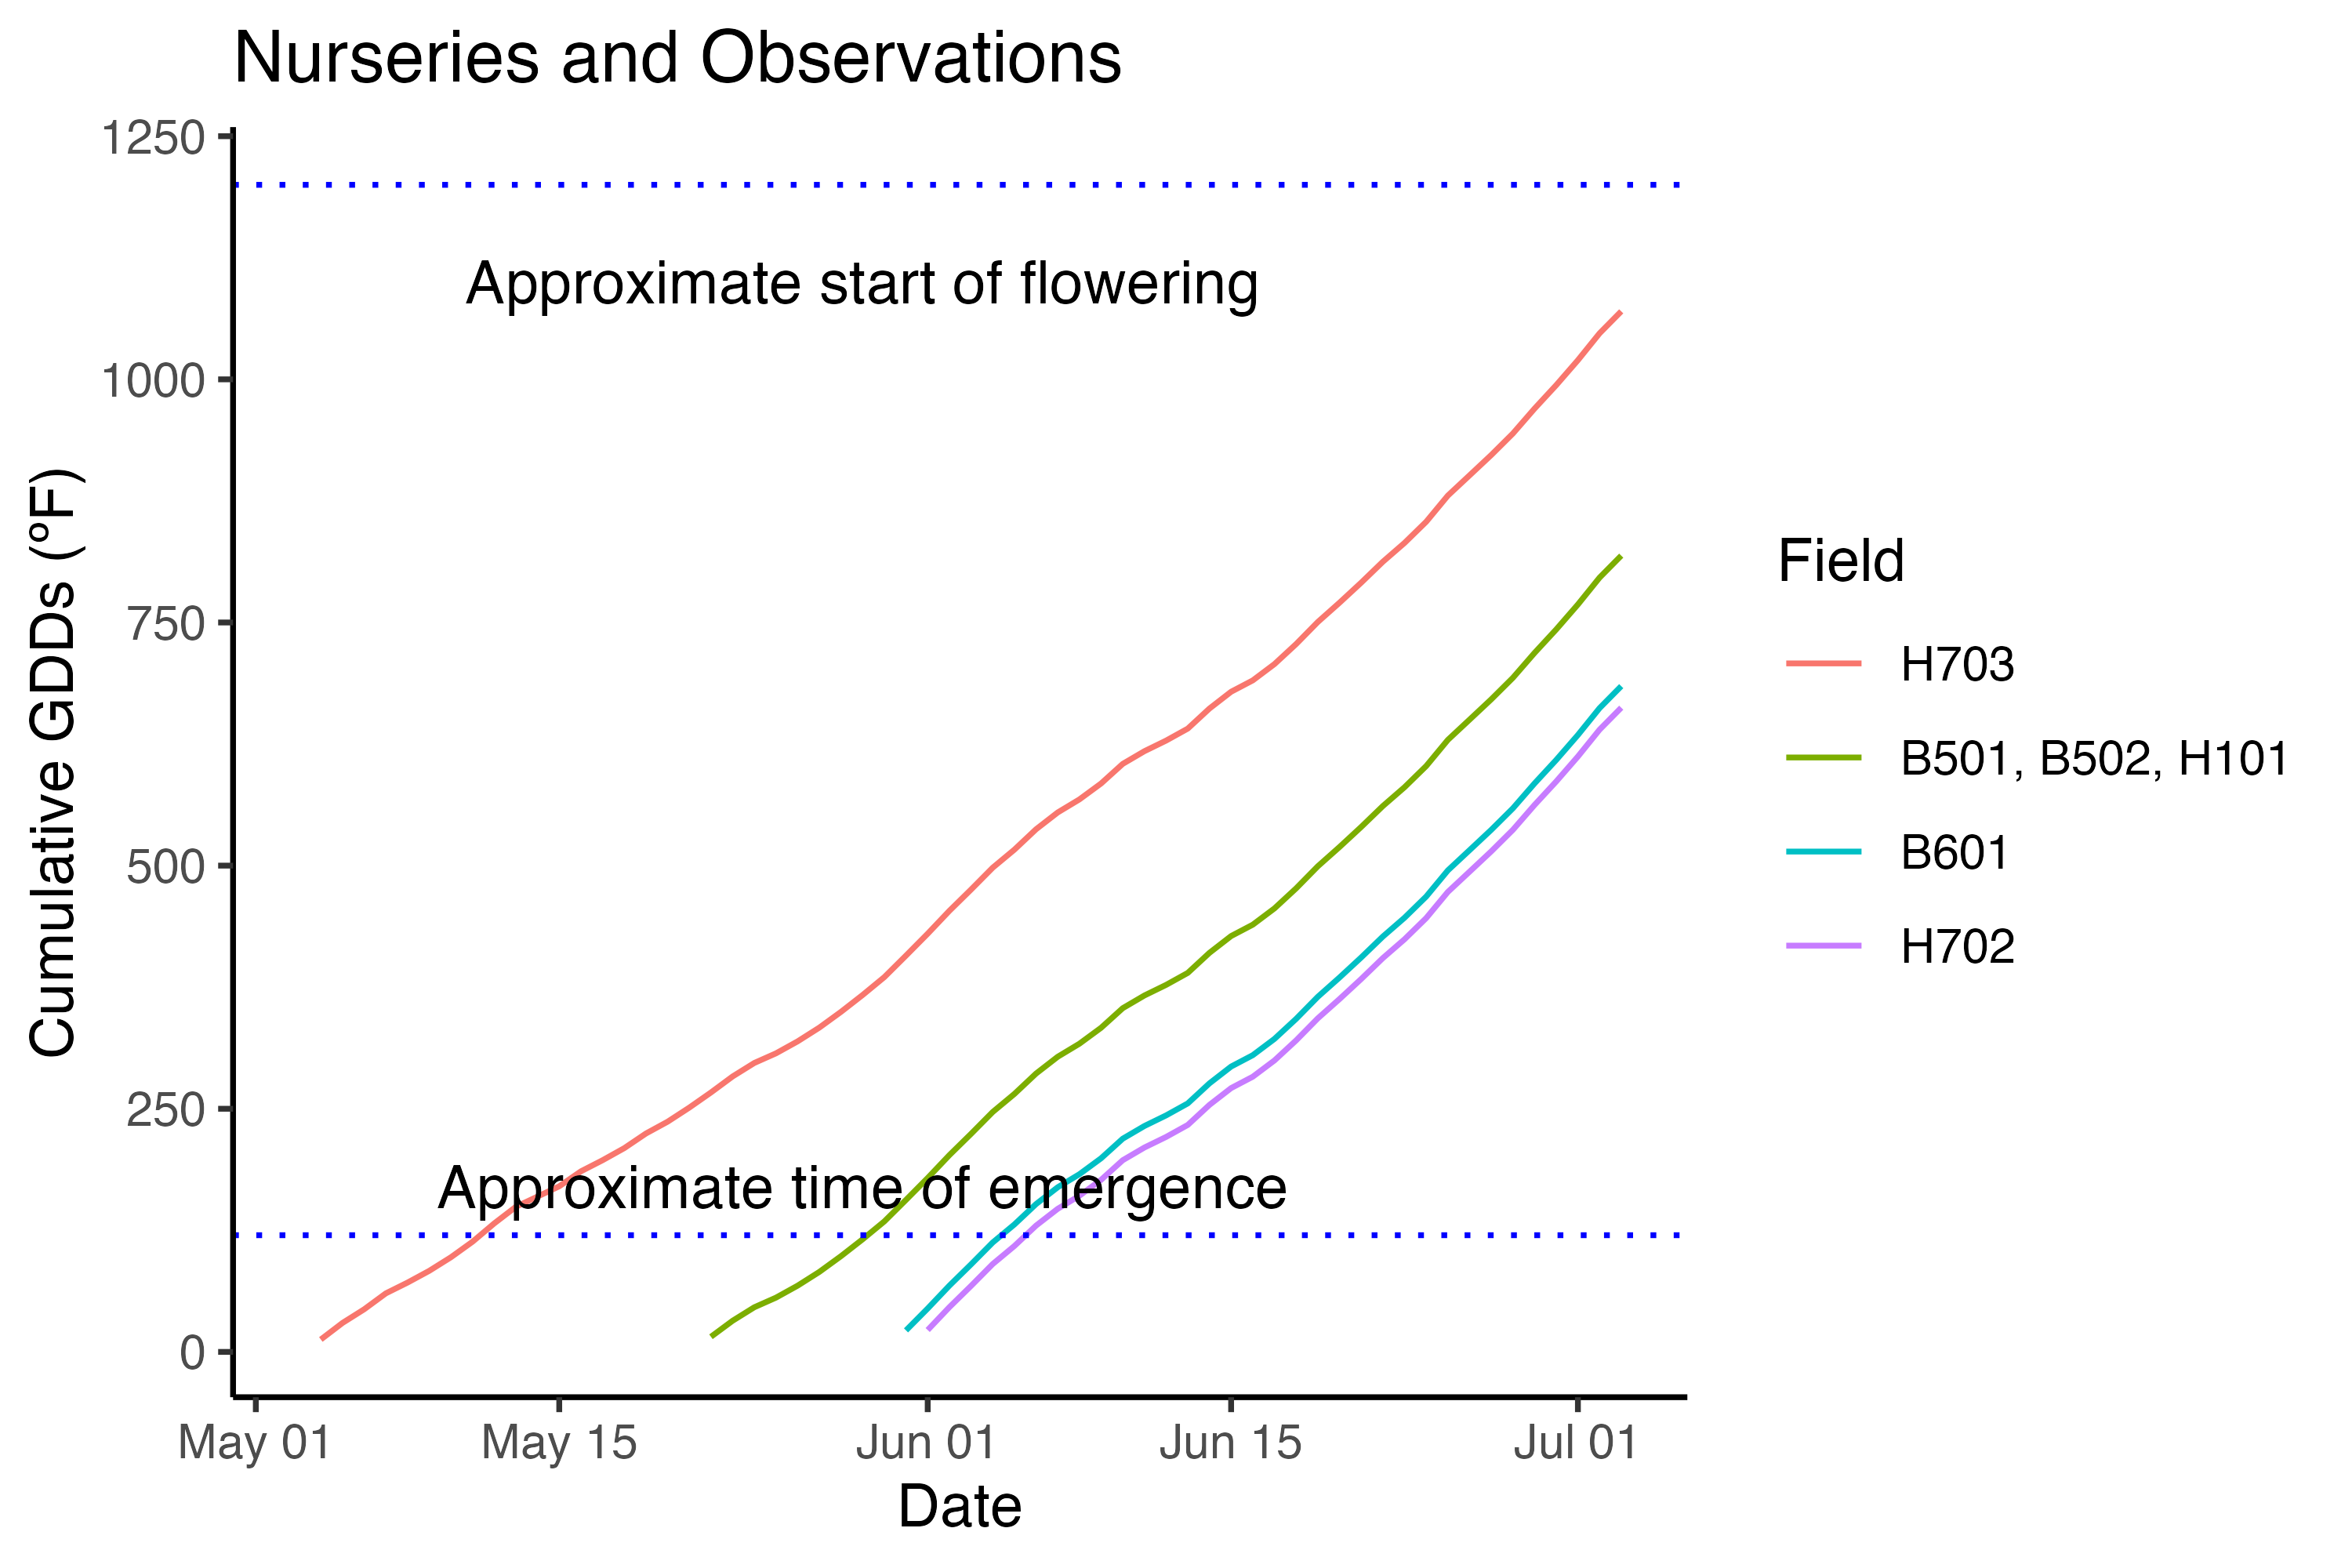 Nurseries and Observations
1250
1000
750
500
250
0
Cumulative GDDs (ºF)
Approximate start of flowering
Approximate time of emergence
May 01
May 15
Jun 01
Jun 15
Jul 01
Date
Field
H703
B501, B502, H101
B601
H702